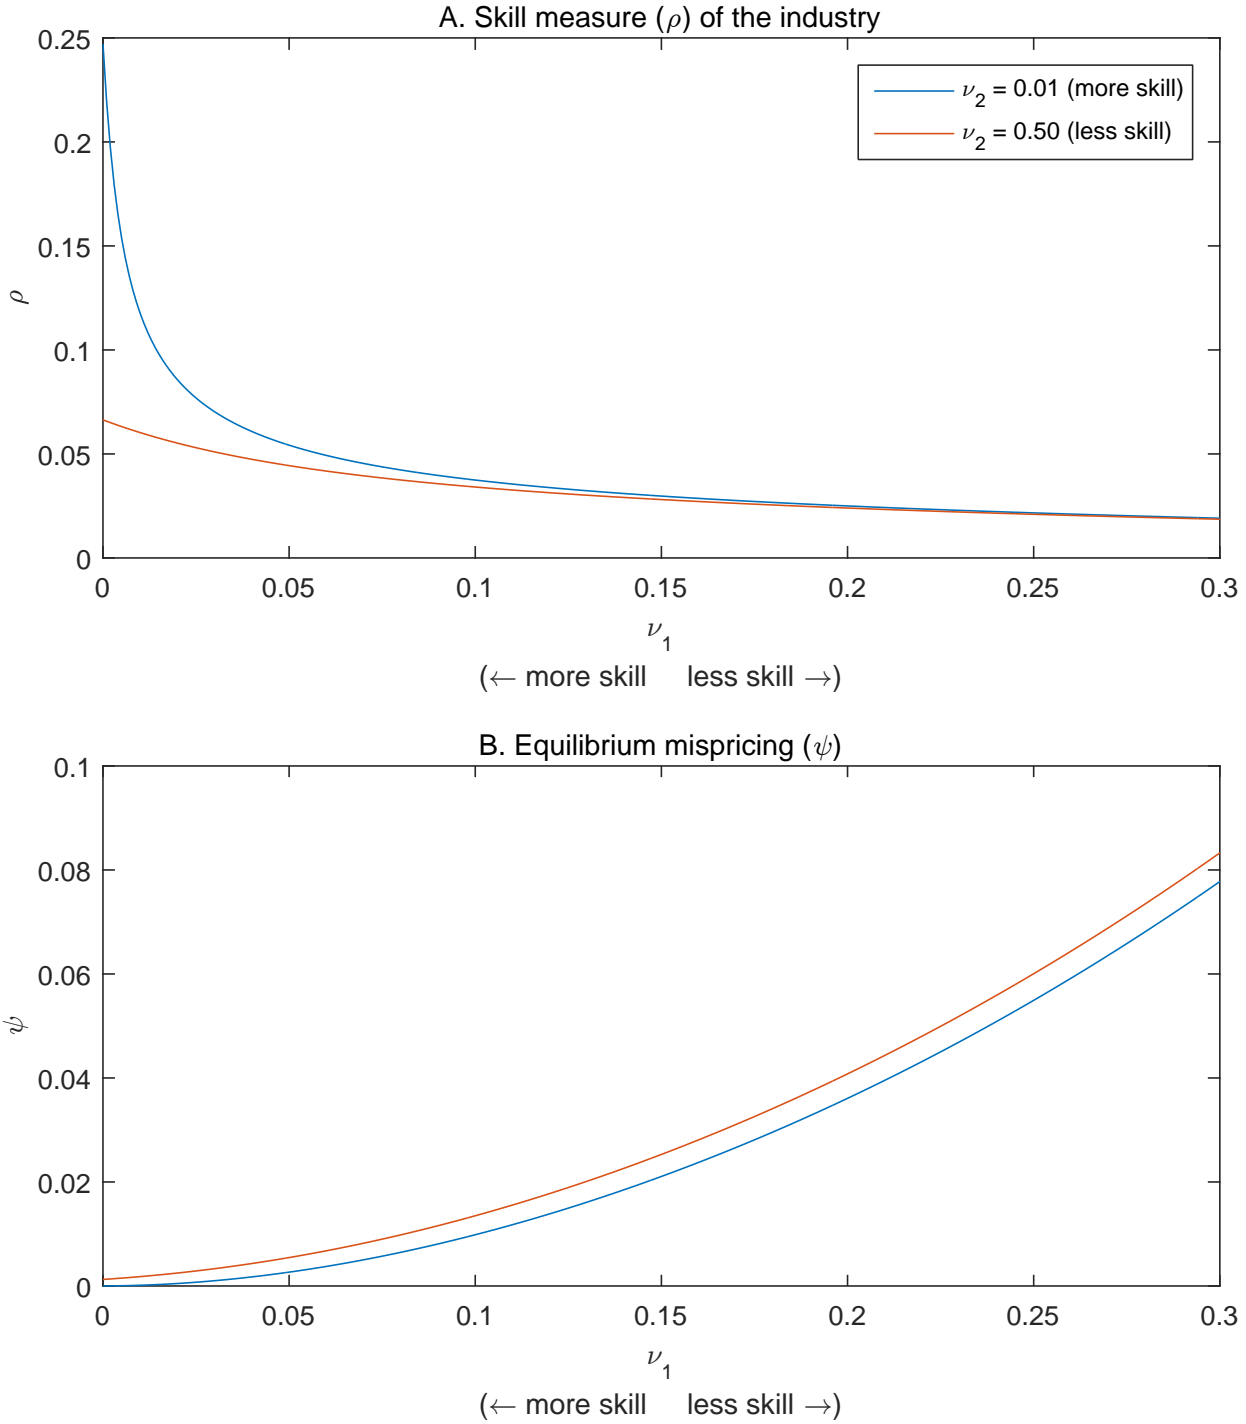 A. Skill measure (ρ) of the industry
0.25
0.2
0.15
0.1
0.05
0
ρ
ν₂ = 0.01 (more skill)
ν₂ = 0.50 (less skill)
0 0.05 0.1 0.15 0.2 0.25 0.3
ν₁
(← more skill less skill →)
B. Equilibrium mispricing (ψ)
0.1
0.08
0.06
0.04
0.02
0
ψ
0 0.05 0.1 0.15 0.2 0.25 0.3
ν₁
(← more skill less skill →)